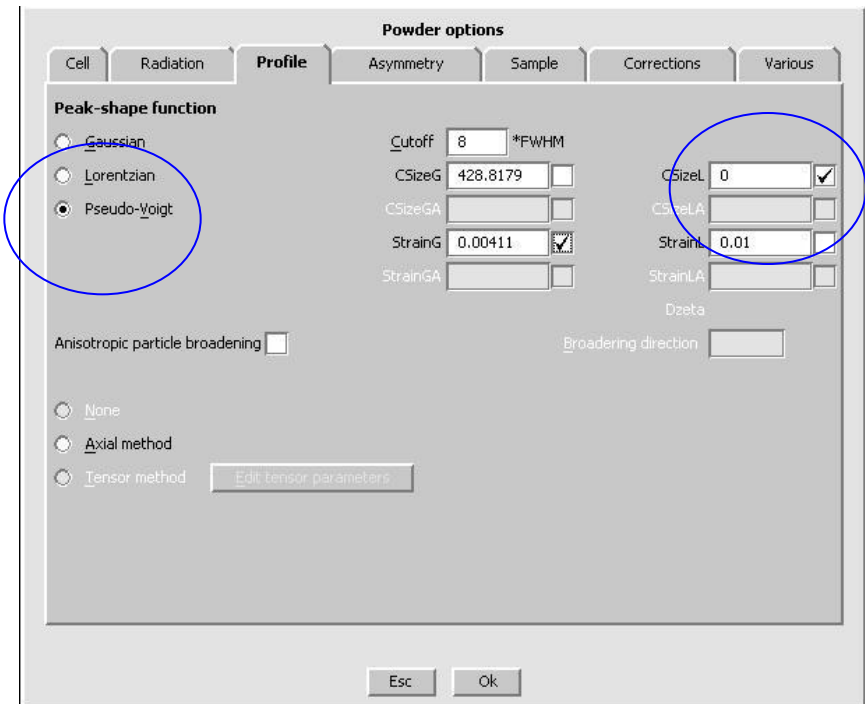 Powder options
Cell Radiation Profile Asymmetry Sample Corrections Various
Peak-shape function
Gaussian Cutoff 8 *FWHM
Lorentzian CSizeG 428.8179 CSizeL 0
Pseudo-Voigt CSizeGA CSizeLA
StrainG 0.00411 StrainL 0.01
StrainGA StrainLA
Dzeta
Anisotropic particle broadening Broadering direction
None
Axial method
Tensor method Edit tensor parameters
Esc Ok